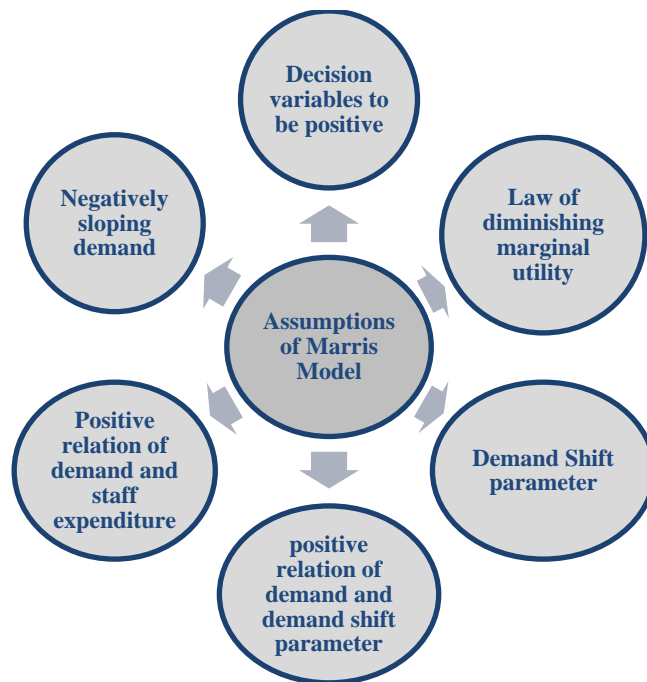 Decision
variables to
be positive
Law of
diminishing
marginal
utility
Demand Shift
parameter
positive
relation of
demand and
demand shift
parameter
Positive
relation of
demand and
staff
expenditure
Negatively
sloping
demand
Assumptions
of Marris
Model